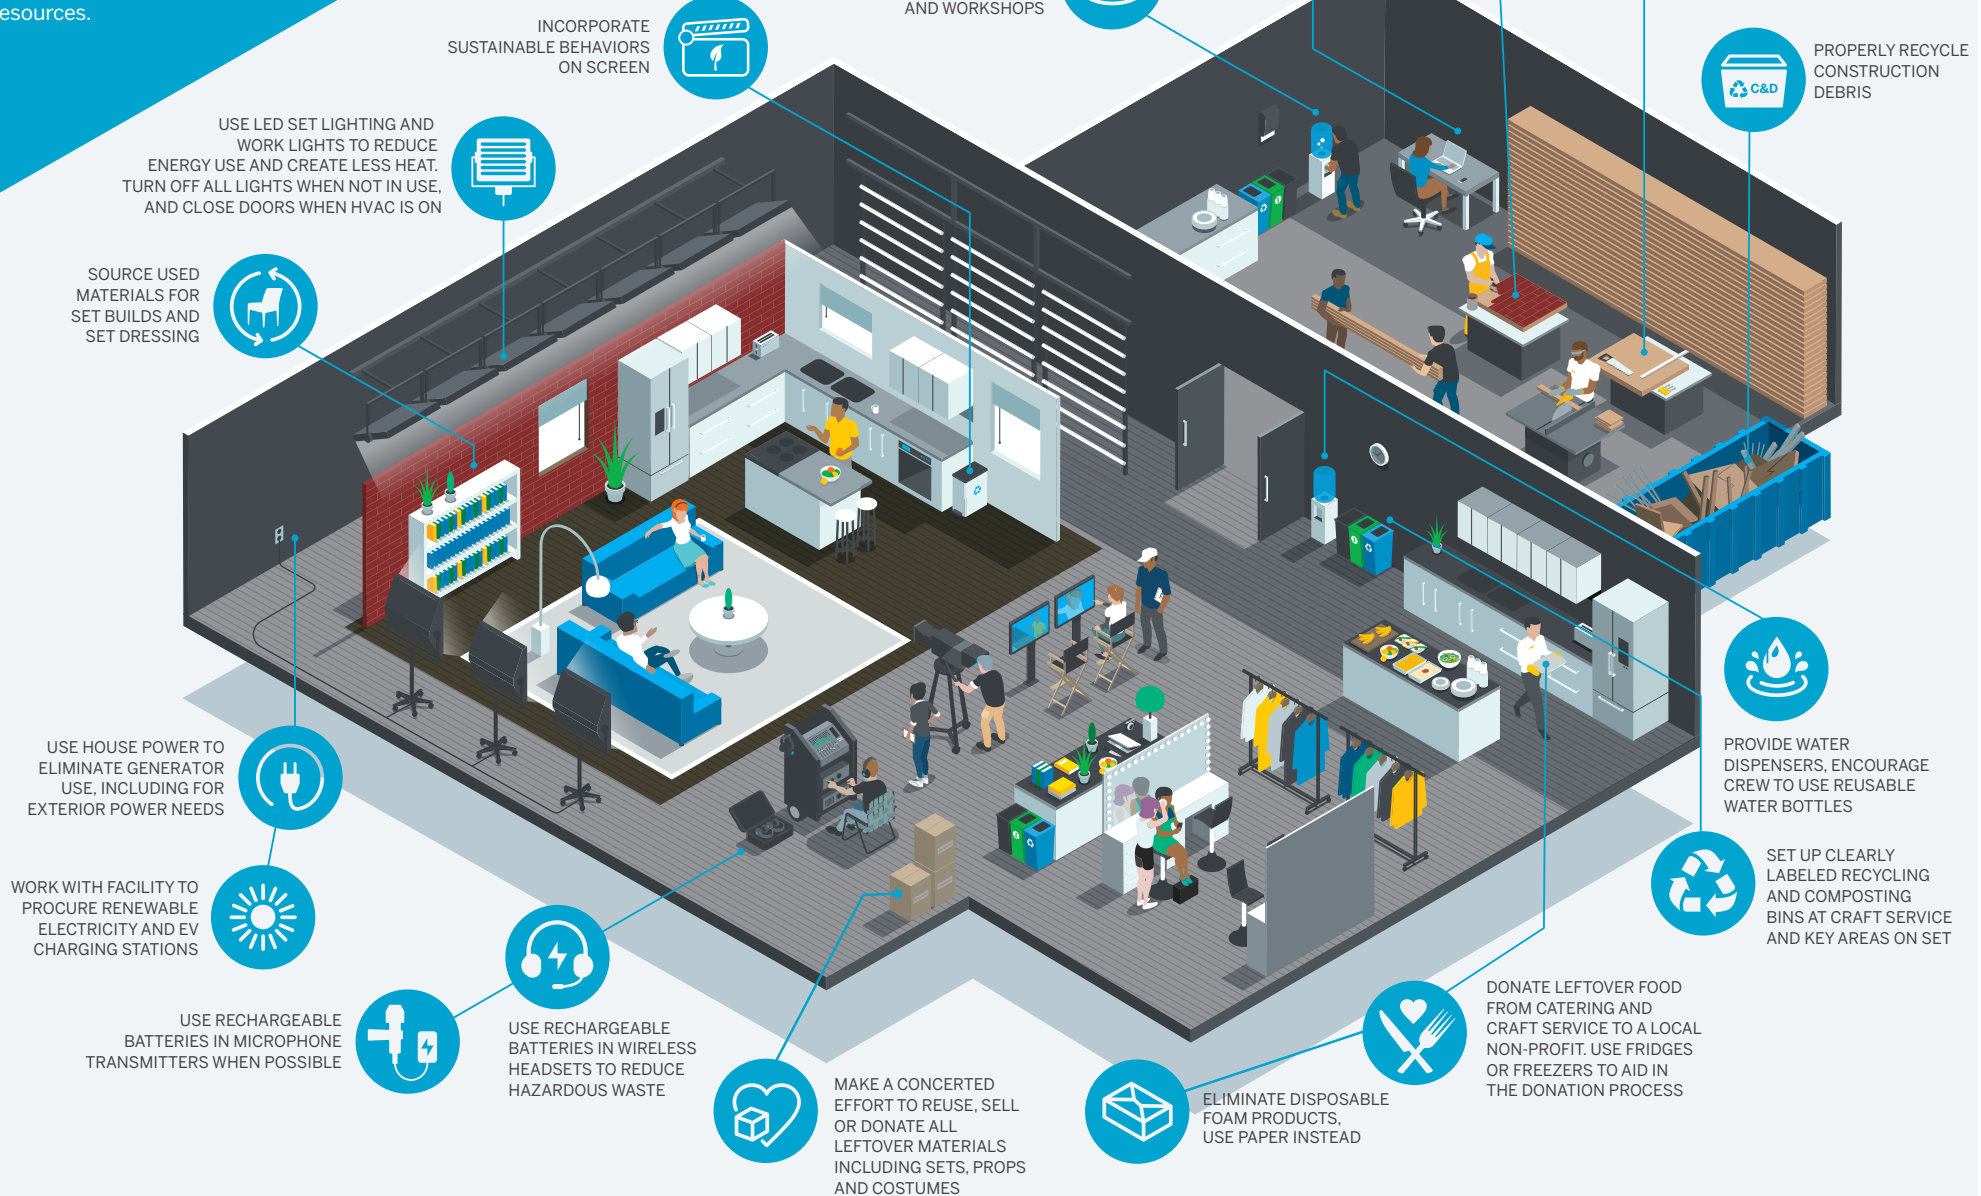 esources.
AND WORKSHOPS
INCORPORATE
SUSTAINABLE BEHAVIORS
ON SCREEN
C&D
PROPERLY RECYCLE
CONSTRUCTION
DEBRIS
USE LED SET LIGHTING AND
WORK LIGHTS TO REDUCE
ENERGY USE AND CREATE LESS HEAT.
TURN OFF ALL LIGHTS WHEN NOT IN USE,
AND CLOSE DOORS WHEN HVAC IS ON
SOURCE USED
MATERIALS FOR
SET BUILDS AND
SET DRESSING
USE HOUSE POWER TO
ELIMINATE GENERATOR
USE, INCLUDING FOR
EXTERIOR POWER NEEDS
PROVIDE WATER
DISPENSERS, ENCOURAGE
CREW TO USE REUSABLE
WATER BOTTLES
WORK WITH FACILITY TO
PROCURE RENEWABLE
ELECTRICITY AND EV
CHARGING STATIONS
SET UP CLEARLY
LABELED RECYCLING
AND COMPOSTING
BINS AT CRAFT SERVICE
AND KEY AREAS ON SET
USE RECHARGEABLE
BATTERIES IN MICROPHONE
TRANSMITTERS WHEN POSSIBLE
USE RECHARGEABLE
BATTERIES IN WIRELESS
HEADSETS TO REDUCE
HAZARDOUS WASTE
DONATE LEFTOVER FOOD
FROM CATERING AND
CRAFT SERVICE TO A LOCAL
NON-PROFIT. USE FRIDGES
OR FREEZERS TO AID IN
THE DONATION PROCESS
MAKE A CONCERTED
EFFORT TO REUSE, SELL
OR DONATE ALL
LEFTOVER MATERIALS
INCLUDING SETS, PROPS
AND COSTUMES
ELIMINATE DISPOSABLE
FOAM PRODUCTS,
USE PAPER INSTEAD